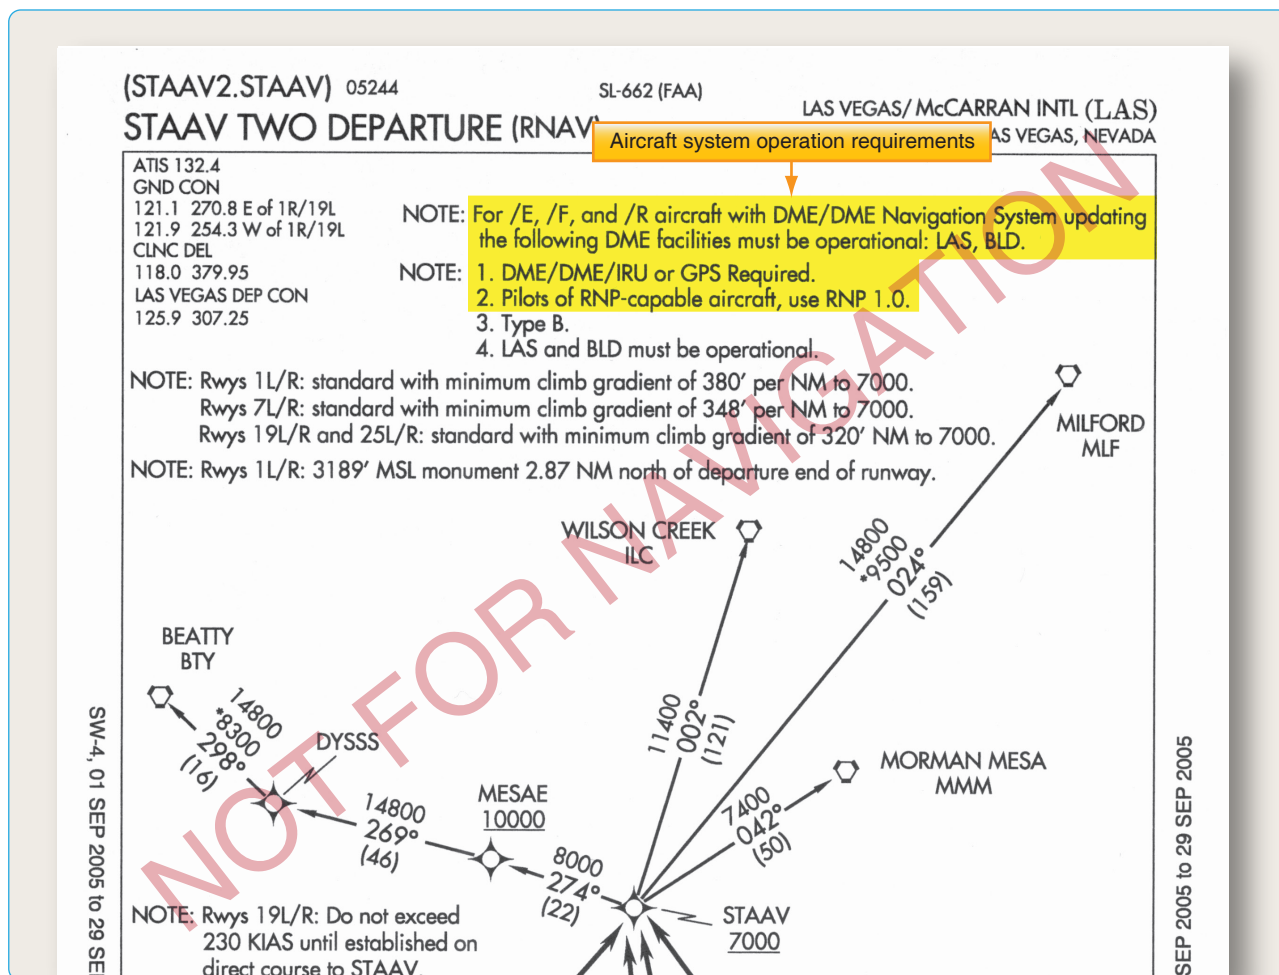 (STAAV2.STAAV) 05244
SL-662 (FAA)
LAS VEGAS/ McCARRAN INTL (LAS)
STAAV TWO DEPARTURE (RNAV)
AS VEGAS, NEVADA
Aircraft system operation requirements
ATIS 132.4
GND CON
121.1 270.8 E of 1R/19L
121.9 254.3 W of 1R/19L
CLNC DEL
118.0 379.95
LAS VEGAS DEP CON
125.9 307.25
NOTE: For /E, /F, and /R aircraft with DME/DME Navigation System updating
the following DME facilities must be operational: LAS, BLD.
NOTE: 1. DME/DME/IRU or GPS Required.
2. Pilots of RNP-capable aircraft, use RNP 1.0.
3. Type B.
4. LAS and BLD must be operational.
NOTE: Rwys 1L/R: standard with minimum climb gradient of 380' per NM to 7000.
Rwys 7L/R: standard with minimum climb gradient of 348' per NM to 7000.
Rwys 19L/R and 25L/R: standard with minimum climb gradient of 320' NM to 7000.
NOTE: Rwys 1L/R: 3189' MSL monument 2.87 NM north of departure end of runway.
MILFORD
MLF
WILSON CREEK
ILC
14800
*9500
024°
(159)
BEATTY
BTY
14800
*8300
298°
(16)
DYSSS
11400
002°
(121)
MORMAN MESA
MMM
7400
042°
(50)
MESAE
10000
14800
269°
(46)
8000
274°
(22)
STAAV
7000
NOTE: Rwys 19L/R: Do not exceed
230 KIAS until established on
direct course to STAAV.
NOT FOR NAVIGATION
SW-4, 01 SEP 2005 to 29 SEP
SEP 2005 to 29 SEP 2005